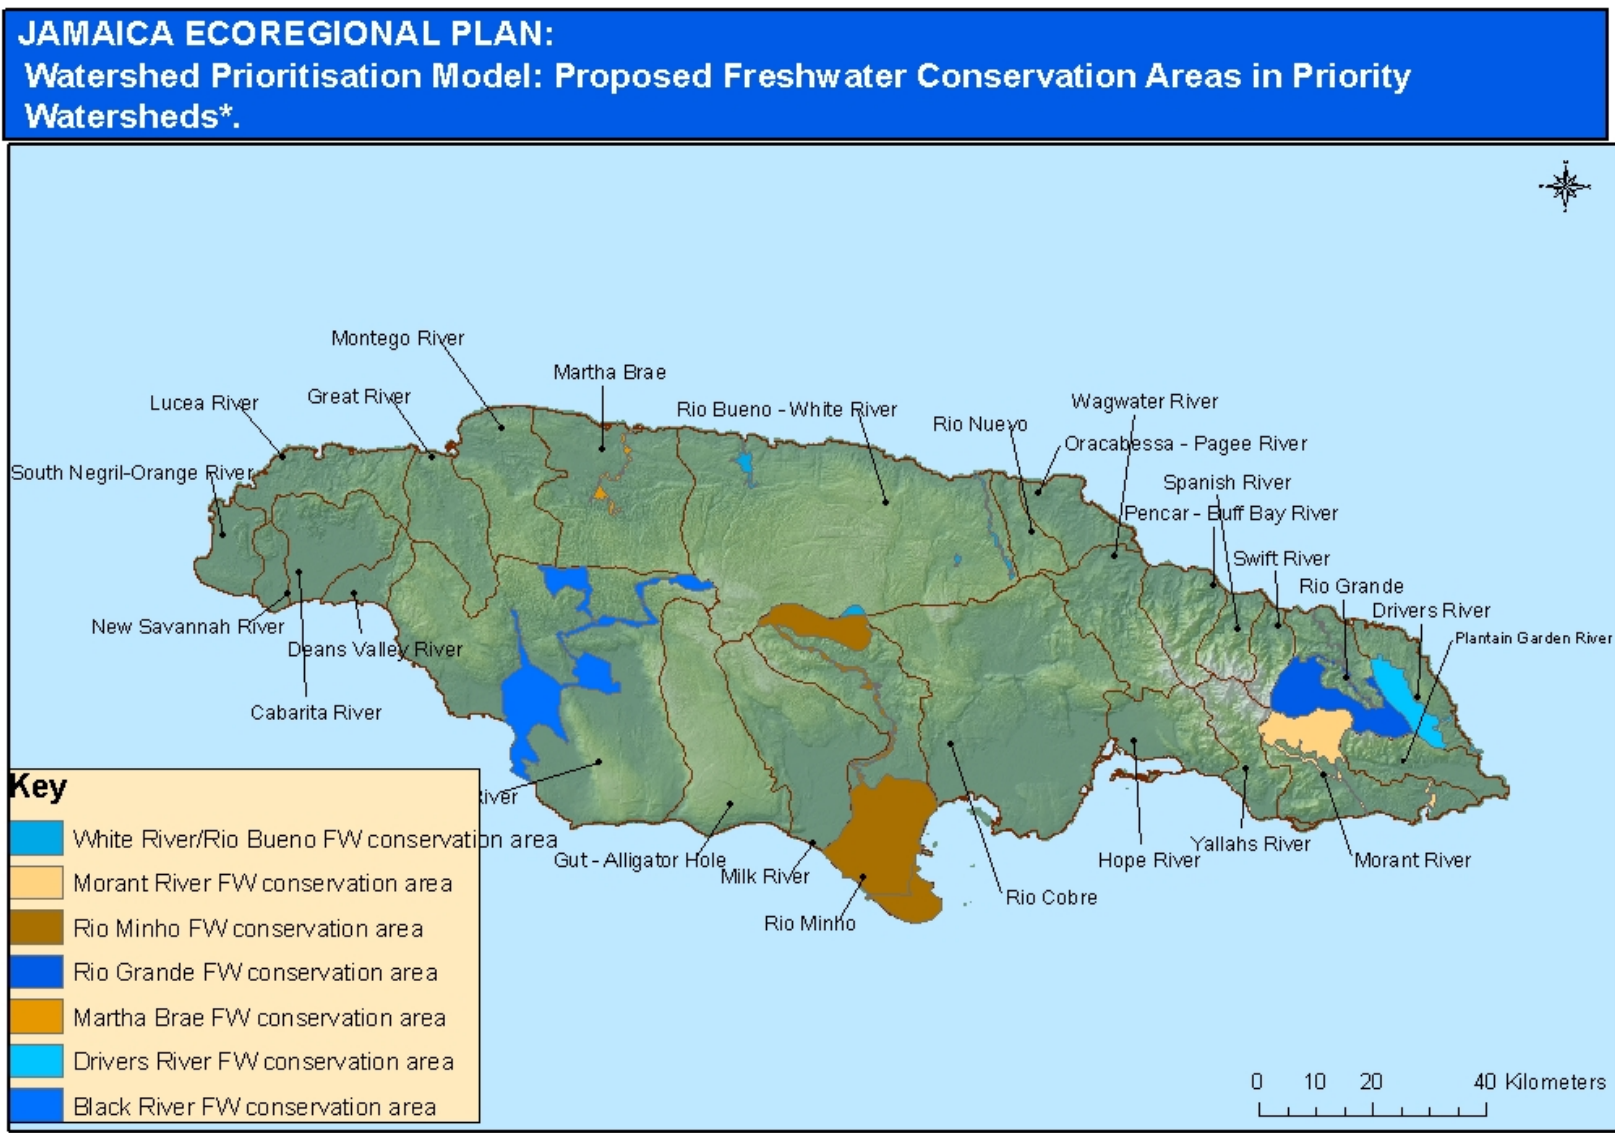 JAMAICA ECOREGIONAL PLAN:
Watershed Prioritisation Model: Proposed Freshwater Conservation Areas in Priority
Watersheds*.
Montego River
Martha Brae
Great River
Lucea River
Rio Bueno - White River
Wagwater River
Rio Nuevo
Oracabessa - Pagee River
South Negril-Orange River
Spanish River
Pencar - Buff Bay River
Swift River
Rio Grande
Drivers River
New Savannah River
Deans Valley River
Plantain Garden River
Cabarita River
River
Gut - Alligator Hole
Milk River
Rio Minho
Rio Cobre
Hope River
Yallahs River
Morant River
Key
White River/Rio Bueno FW conservation area
Morant River FW conservation area
Rio Minho FW conservation area
Rio Grande FW conservation area
Martha Brae FW conservation area
Drivers River FW conservation area
Black River FW conservation area
0 10 20 40 Kilometers